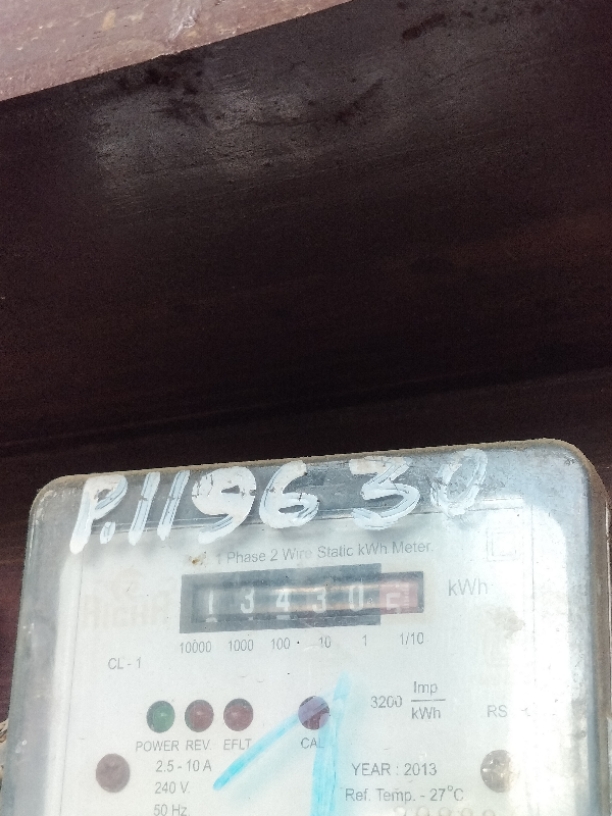 P.119630
1 Phase 2 Wire Static kWh Meter
13430 kWh
10000 1000 100 10 1 1/10
CL - 1
3200 Imp/kWh
RS
POWER REV. EFLT CAL
2.5 - 10 A
240 V.
50 Hz.
YEAR : 2013
Ref. Temp. - 27°C